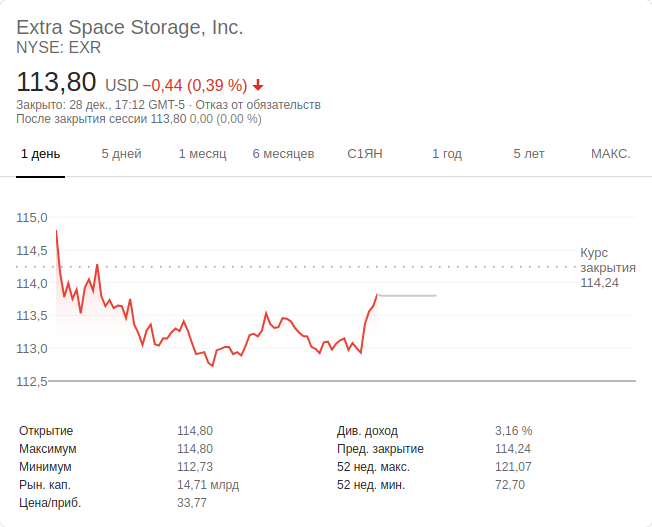 Extra Space Storage, Inc.
NYSE: EXR
113,80 USD −0,44 (0,39 %)
Закрыто: 28 дек., 17:12 GMT-5 · Отказ от обязательств
После закрытия сессии 113,80 0,00 (0,00 %)
1 день 5 дней 1 месяц 6 месяцев С1ЯН 1 год 5 лет МАКС.
115,0
114,5
Курс
закрытия
114,24
114,0
113,5
113,0
112,5
Открытие 114,80 Див. доход 3,16 %
Максимум 114,80 Пред. закрытие 114,24
Минимум 112,73 52 нед. макс. 121,07
Рын. кап. 14,71 млрд 52 нед. мин. 72,70
Цена/приб. 33,77